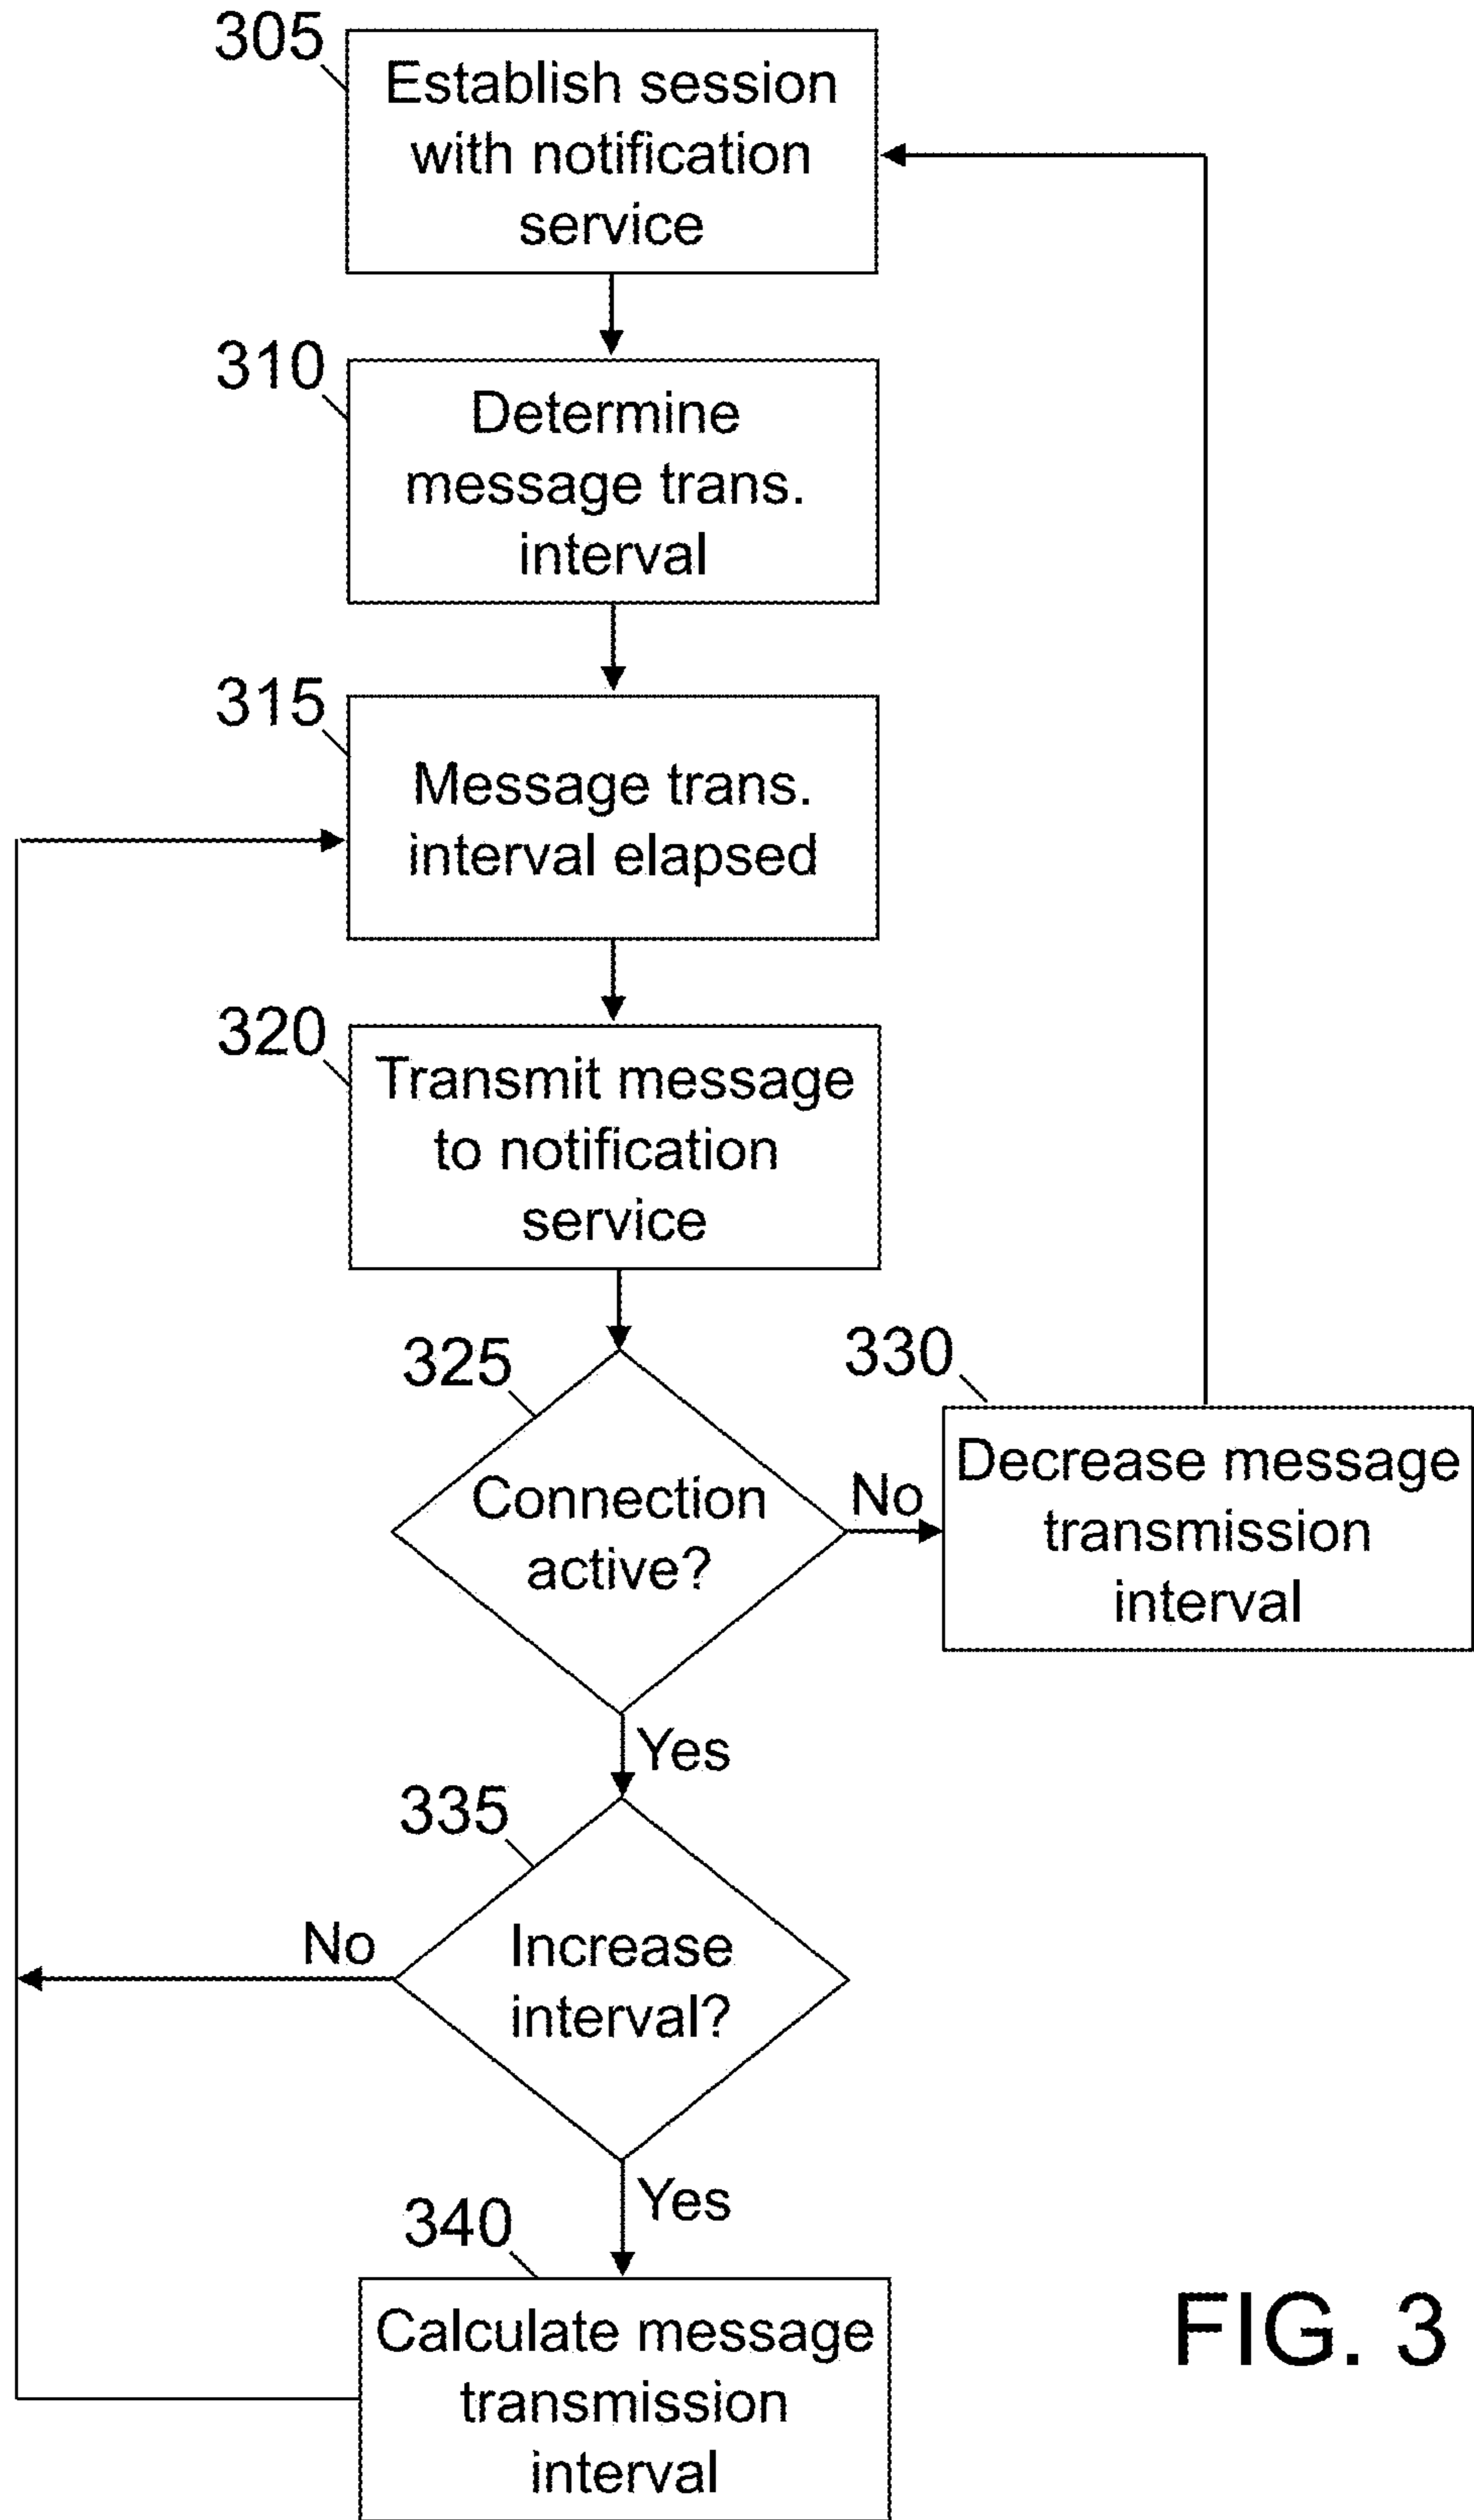 305
Establish session
with notification
service
310
Determine
message trans.
interval
315
Message trans.
interval elapsed
320
Transmit message
to notification
service
325
Connection
active?
No
330
Decrease message
transmission
interval
Yes
335
Increase
interval?
No
Yes
340
Calculate message
transmission
interval
FIG. 3